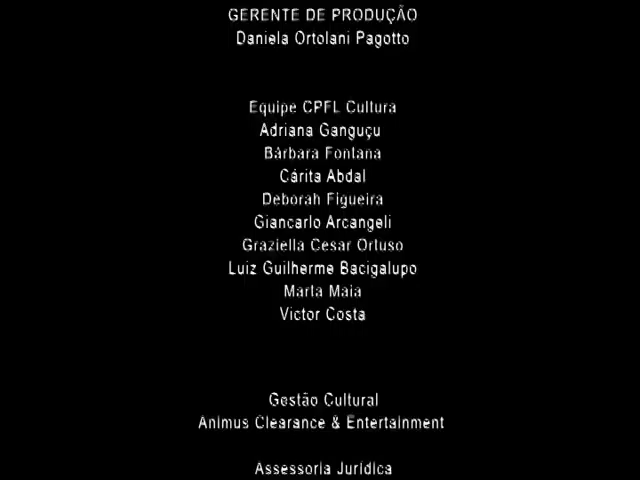 GERENTE DE PRODUÇÃO
Daniela Ortolani Pagotto
Equipe CPFL Cultura
Adriana Ganguçu
Bárbara Fontana
Cárita Abdal
Deborah Figueira
Giancarlo Arcangeli
Graziella Cesar Ortuso
Luiz Guilherme Bacigalupo
Marta Maia
Victor Costa
Gestão Cultural
Animus Clearance & Entertainment
Assessoria Jurídica